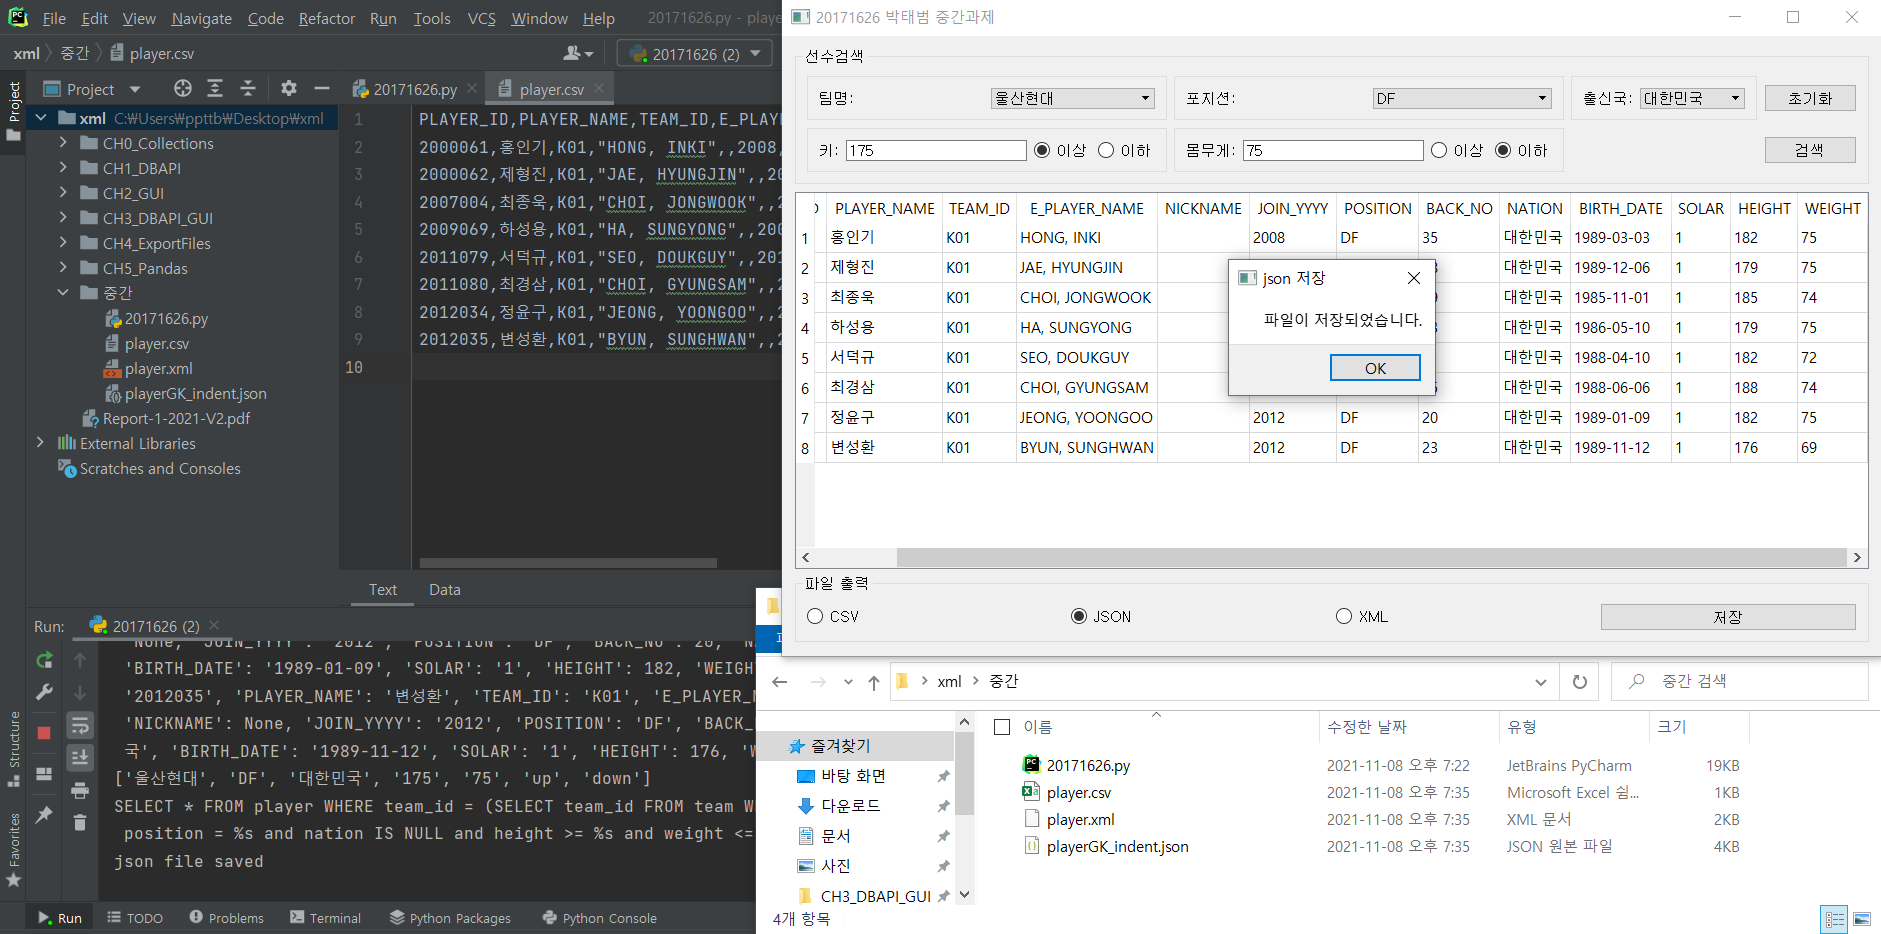 File Edit View Navigate Code Refactor Run Tools VCS Window Help 20171626.py - playe
xml 중간 player.csv 20171626 (2)
Project 20171626.py player.csv
Project
xml C:₩Users₩ppttb₩Desktop₩xml
CH0_Collections
CH1_DBAPI
CH2_GUI
CH3_DBAPI_GUI
CH4_ExportFiles
CH5_Pandas
중간
20171626.py
player.csv
player.xml
playerGK_indent.json
Report-1-2021-V2.pdf
External Libraries
Scratches and Consoles
1 PLAYER_ID,PLAYER_NAME,TEAM_ID,E_PLAYE
2 2000061,홍인기,K01,"HONG, INKI",,2008,
3 2000062,제형진,K01,"JAE, HYUNGJIN",,20
4 2007004,최종욱,K01,"CHOI, JONGWOOK",,2
5 2009069,하성용,K01,"HA, SUNGYONG",,200
6 2011079,서덕규,K01,"SEO, DOUKGUY",,201
7 2011080,최경삼,K01,"CHOI, GYUNGSAM",,2
8 2012034,정윤구,K01,"JEONG, YOONGOO",,2
9 2012035,변성환,K01,"BYUN, SUNGHWAN",,2
10
Text Data
Run: 20171626 (2)
None, 'JOIN_YYYY': '2012', 'POSITION': 'DF', 'BACK_NO': 20, 'N
'BIRTH_DATE': '1989-01-09', 'SOLAR': '1', 'HEIGHT': 182, 'WEIGH
'2012035', 'PLAYER_NAME': '변성환', 'TEAM_ID': 'K01', 'E_PLAYER_N
'NICKNAME': None, 'JOIN_YYYY': '2012', 'POSITION': 'DF', 'BACK_
국', 'BIRTH_DATE': '1989-11-12', 'SOLAR': '1', 'HEIGHT': 176, 'W
['울산현대', 'DF', '대한민국', '175', '75', 'up', 'down']
SELECT * FROM player WHERE team_id = (SELECT team_id FROM team W
position = %s and nation IS NULL and height >= %s and weight <=
json file saved
Structure
Favorites
Run TODO Problems Terminal Python Packages Python Console
20171626 박태범 중간과제
선수검색
팀명: 울산현대 포지션: DF 출신국: 대한민국 초기화
키: 175 이상 이하 몸무게: 75 이상 이하 검색
PLAYER_NAME TEAM_ID E_PLAYER_NAME NICKNAME JOIN_YYYY POSITION BACK_NO NATION BIRTH_DATE SOLAR HEIGHT WEIGHT
1 홍인기 K01 HONG, INKI 2008 DF 35 대한민국 1989-03-03 1 182 75
2 제형진 K01 JAE, HYUNGJIN 대한민국 1989-12-06 1 179 75
3 최종욱 K01 CHOI, JONGWOOK 대한민국 1985-11-01 1 185 74
4 하성용 K01 HA, SUNGYONG 대한민국 1986-05-10 1 179 75
5 서덕규 K01 SEO, DOUKGUY 대한민국 1988-04-10 1 182 72
6 최경삼 K01 CHOI, GYUNGSAM 대한민국 1988-06-06 1 188 74
7 정윤구 K01 JEONG, YOONGOO 2012 DF 20 대한민국 1989-01-09 1 182 75
8 변성환 K01 BYUN, SUNGHWAN 2012 DF 23 대한민국 1989-11-12 1 176 69
json 저장
파일이 저장되었습니다.
OK
파일 출력
CSV JSON XML 저장
xml 중간 중간 검색
즐겨찾기
바탕 화면
다운로드
문서
사진
CH3_DBAPI_GUI
이름 수정한 날짜 유형 크기
20171626.py 2021-11-08 오후 7:22 JetBrains PyCharm 19KB
player.csv 2021-11-08 오후 7:35 Microsoft Excel 쉼... 1KB
player.xml 2021-11-08 오후 7:35 XML 문서 2KB
playerGK_indent.json 2021-11-08 오후 7:35 JSON 원본 파일 4KB
4개 항목